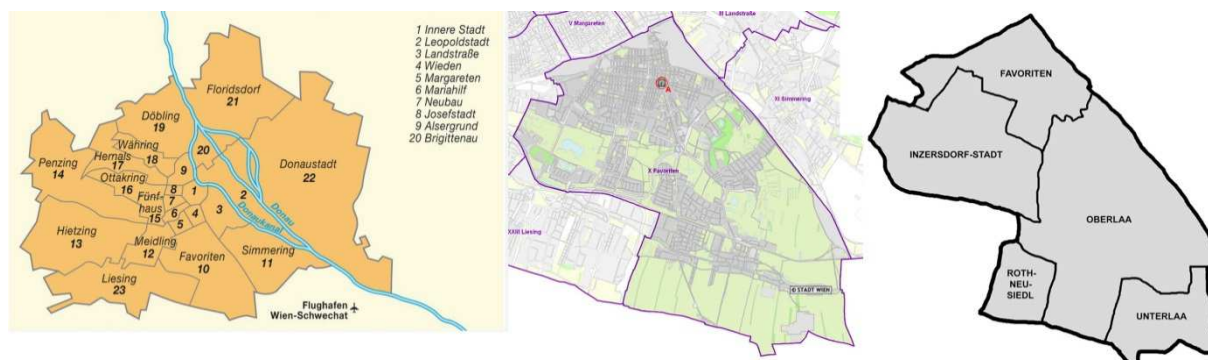 1 Innere Stadt
2 Leopoldstadt
3 Landstraße
4 Wieden
5 Margareten
6 Mariahilf
7 Neubau
8 Josefstadt
9 Alsergrund
20 Brigittenau
Floridsdorf
21
Döbling
19
20
Donaustadt
22
Währing
18
Hernals
17
Penzing
14
Ottakring
16
9
8
1
7
2
Fünf-
haus
15
6
5
4
3
Donau
Donaukanal
Hietzing
13
Meidling
12
Favoriten
10
Simmering
11
Liesing
23
Flughafen
Wien-Schwechat
V Margareten
III Landstraße
A
XI Simmering
X Favoriten
XXIII Liesing
© STADT WIEN
FAVORITEN
INZERSDORF-STADT
OBERLAA
ROTH-
NEU-
SIEDL
UNTERLAA